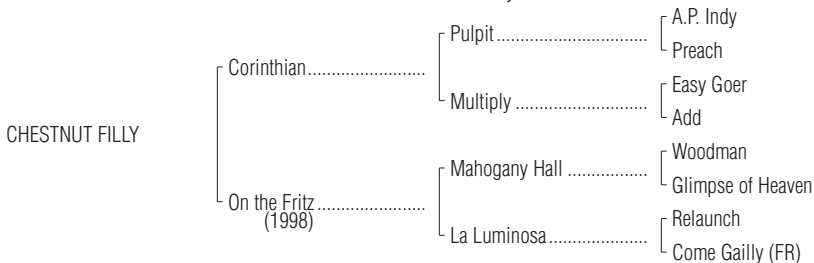 A.P. Indy
Pulpit................................
Preach
Corinthian.........................
Easy Goer
Multiply ............................
Add
CHESTNUT FILLY
Woodman
Mahogany Hall .................
Glimpse of Heaven
On the Fritz.......................
(1998)
Relaunch
La Luminosa.....................
Come Gailly (FR)